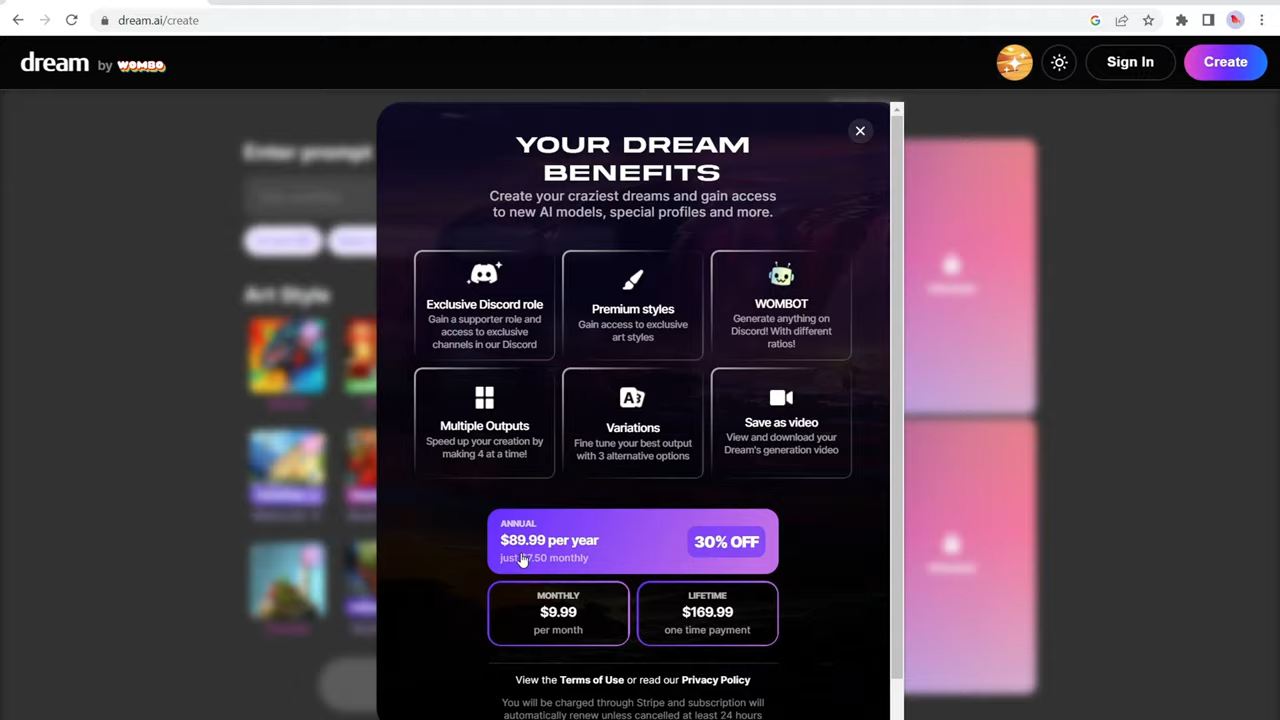 dream.ai/create
dream by WOMBO
Sign In
Create
YOUR DREAM
BENEFITS
Create your craziest dreams and gain access
to new AI models, special profiles and more.
Exclusive Discord role
Gain a supporter role and
access to exclusive
channels in our Discord
Premium styles
Gain access to exclusive
art styles
WOMBOT
Generate anything on
Discord! With different
ratios!
Multiple Outputs
Speed up your creation by
making 4 at a time!
Variations
Fine tune your best output
with 3 alternative options
Save as video
View and download your
Dream's generation video
ANNUAL
$89.99 per year
just 7.50 monthly
30% OFF
MONTHLY
$9.99
per month
LIFETIME
$169.99
one time payment
View the Terms of Use or read our Privacy Policy
You will be charged through Stripe and subscription will
automatically renew unless cancelled at least 24 hours
Enter prompt
Art Style